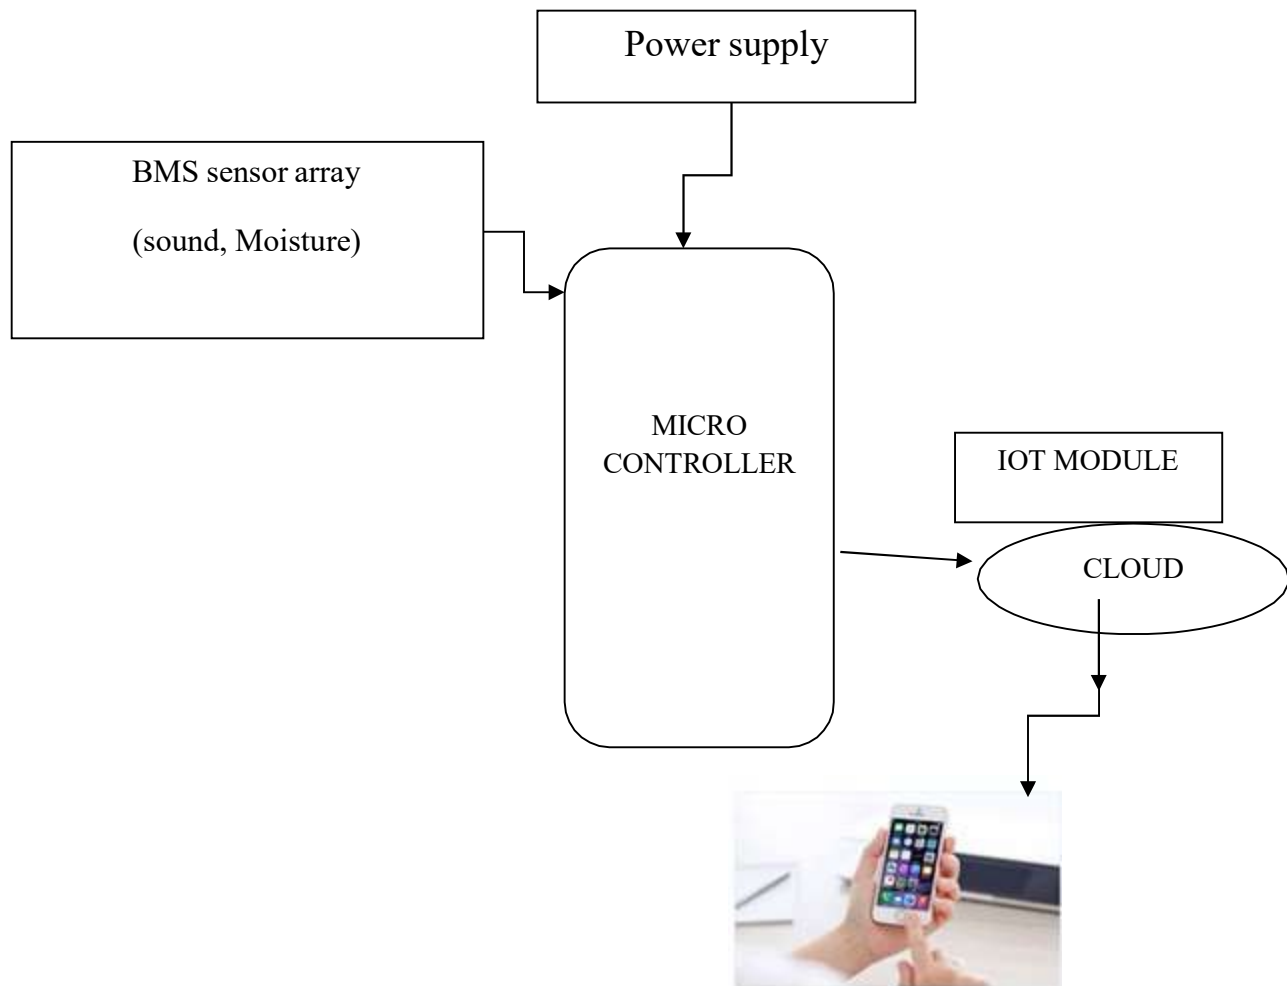 Power supply
BMS sensor array
(sound, Moisture)
MICRO
CONTROLLER
IOT MODULE
CLOUD